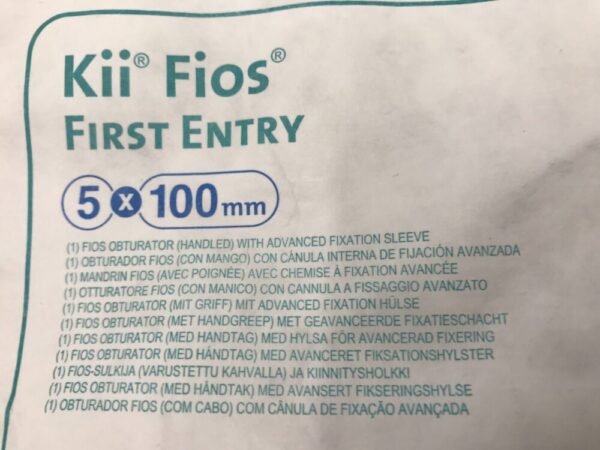 Kii® Fios®
FIRST ENTRY
5 x 100 mm
(1) FIOS OBTURATOR (HANDLED) WITH ADVANCED FIXATION SLEEVE
(1) OBTURADOR FIOS (CON MANGO) CON CÁNULA INTERNA DE FIJACIÓN AVANZADA
(1) MANDRIN FIOS (AVEC POIGNÉE) AVEC CHEMISE À FIXATION AVANCÉE
(1) OTTURATORE FIOS (CON MANICO) CON CANNULA A FISSAGGIO AVANZATO
(1) FIOS OBTURATOR (MIT GRIFF) MIT ADVANCED FIXATION HÜLSE
(1) FIOS OBTURATOR (MET HANDGREEP) MET GEAVANCEERDE FIXATIESCHACHT
(1) FIOS OBTURATOR (MED HANDTAG) MED HYLSA FÖR AVANCERAD FIXERING
(1) FIOS OBTURATOR (MED HÅNDTAG) MED AVANCERET FIKSATIONSHYLSTER
(1) FIOS-SULKIJA (VARUSTETTU KAHVALLA) JA KIINNITYSHOLKKI
(1) FIOS OBTURATOR (MED HÅNDTAK) MED AVANSERT FIKSERINGSHYLSE
(1) OBTURADOR FIOS (COM CABO) COM CÂNULA DE FIXAÇÃO AVANÇADA